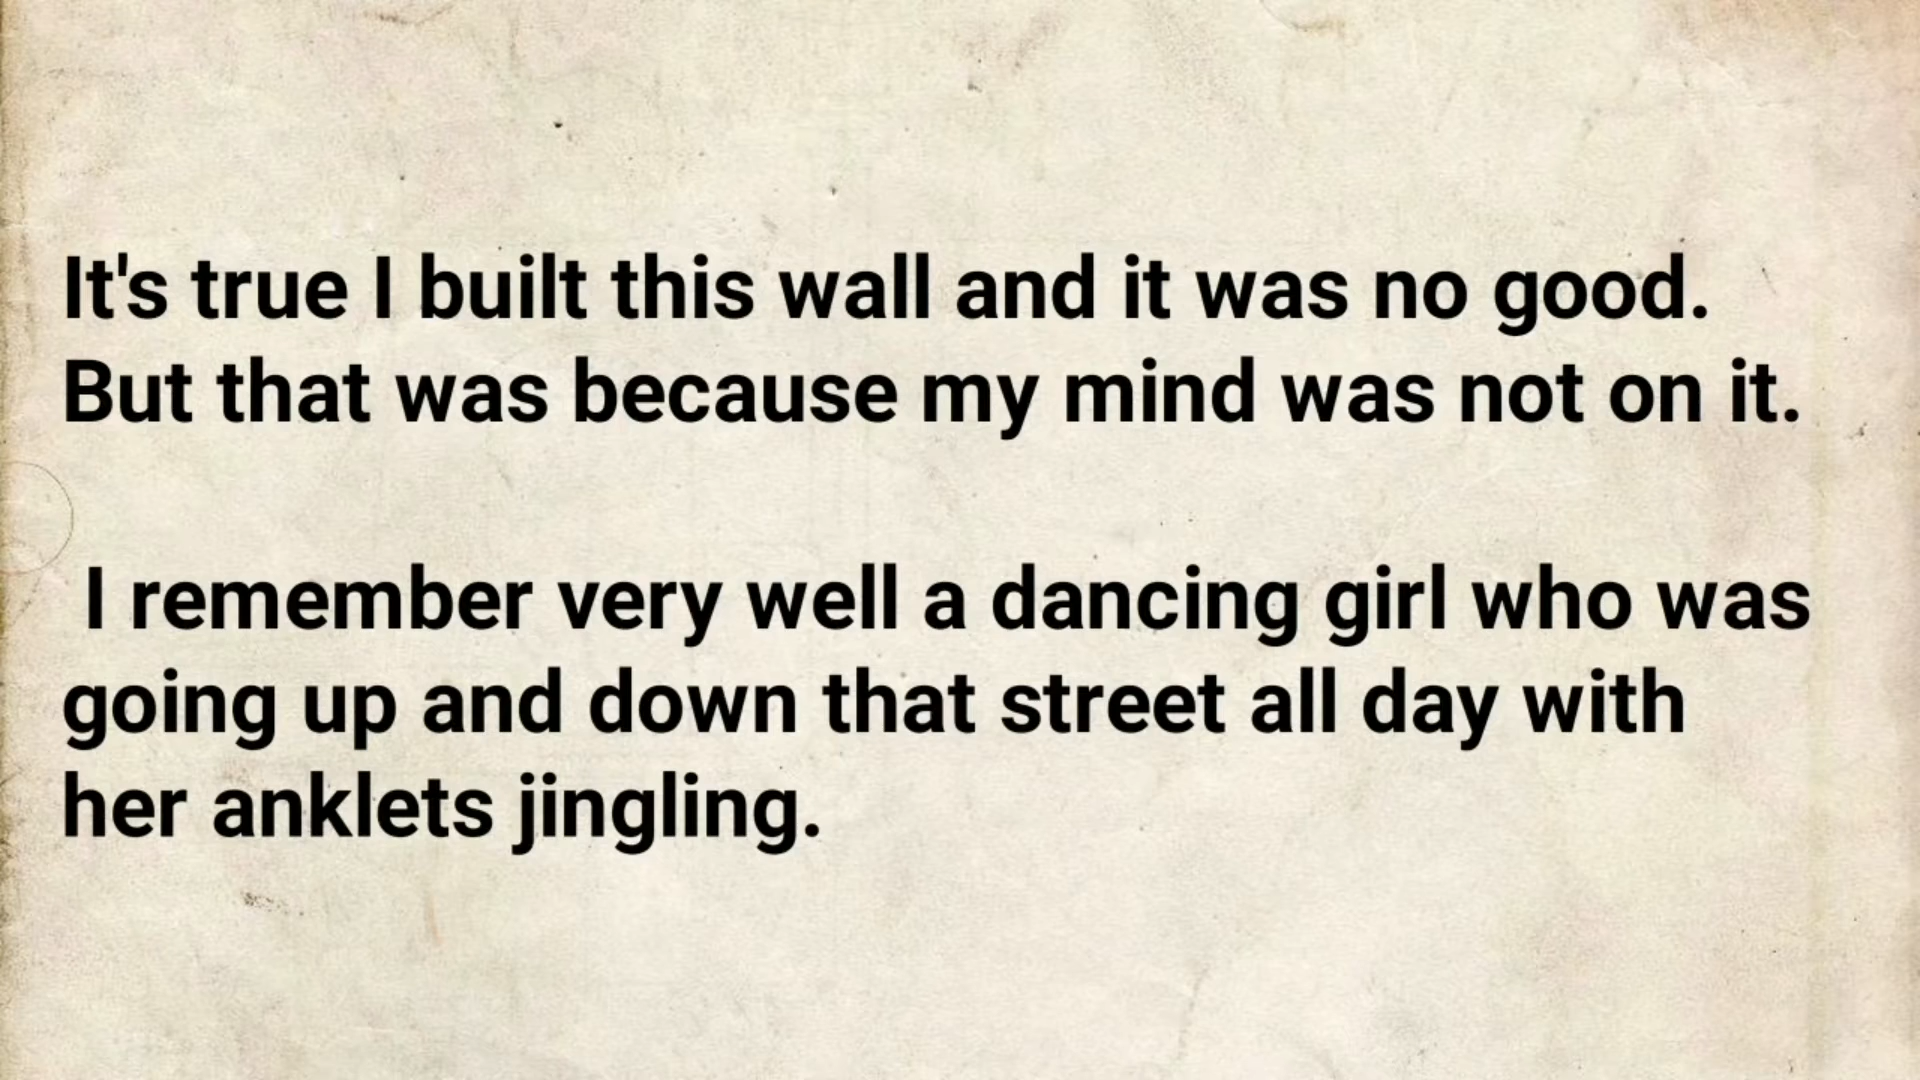 It's true I built this wall and it was no good.
But that was because my mind was not on it.
I remember very well a dancing girl who was
going up and down that street all day with
her anklets jingling.